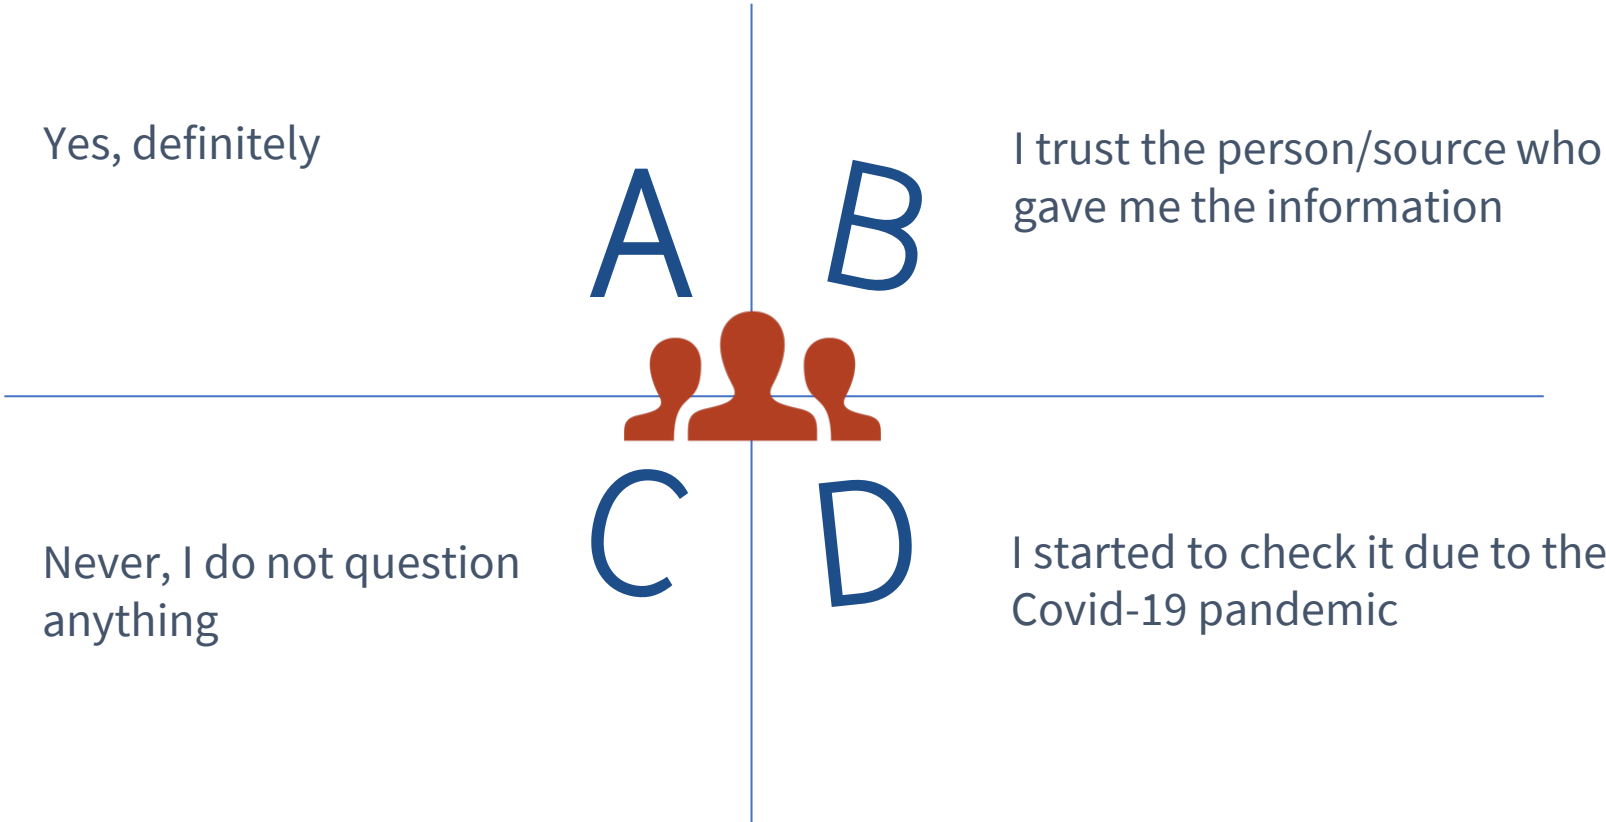 Yes, definitely
A
B
I trust the person/source who
gave me the information
Never, I do not question
anything
C
D
I started to check it due to the
Covid-19 pandemic